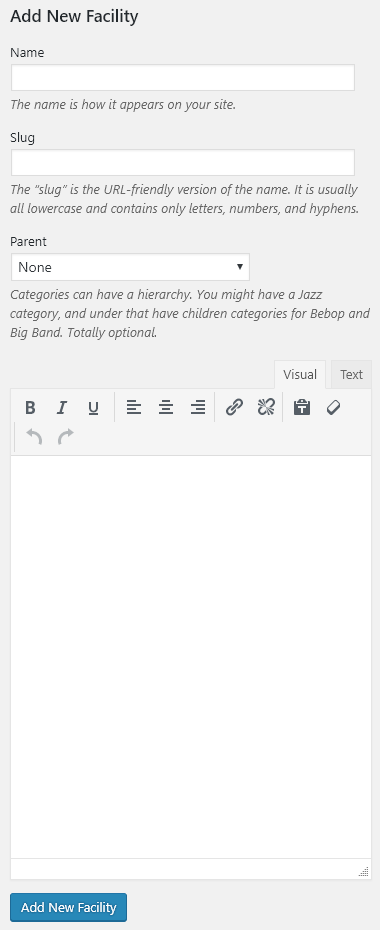 Add New Facility
Name
The name is how it appears on your site.
Slug
The “slug” is the URL-friendly version of the name. It is usually
all lowercase and contains only letters, numbers, and hyphens.
Parent
None
Categories can have a hierarchy. You might have a Jazz
category, and under that have children categories for Bebop and
Big Band. Totally optional.
Visual Text
B I U
Add New Facility